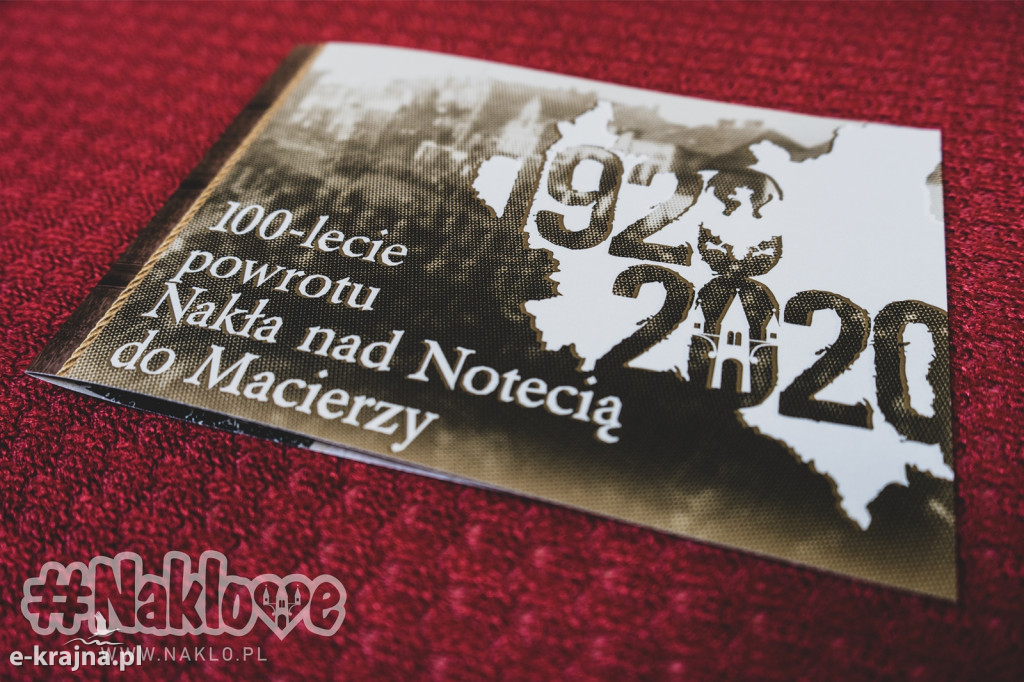 1920
2020
100-lecie
powrotu
Nakła nad Notecią
do Macierzy
#Naklove
WWW.NAKLO.PL
e-krajna.pl